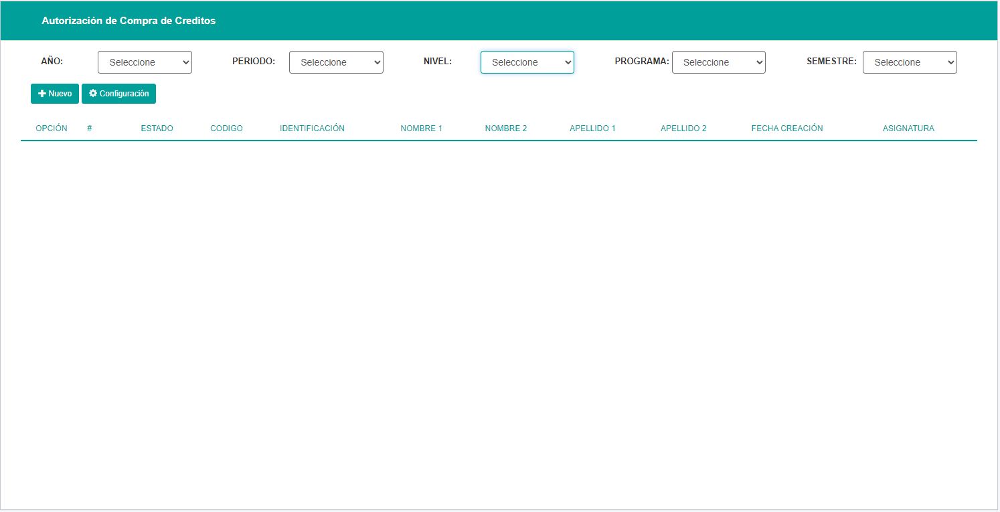 Autorización de Compra de Creditos
AÑO: Seleccione PERIODO: Seleccione NIVEL: Seleccione PROGRAMA: Seleccione SEMESTRE: Seleccione
Nuevo Configuración
OPCIÓN # ESTADO CODIGO IDENTIFICACIÓN NOMBRE 1 NOMBRE 2 APELLIDO 1 APELLIDO 2 FECHA CREACIÓN ASIGNATURA